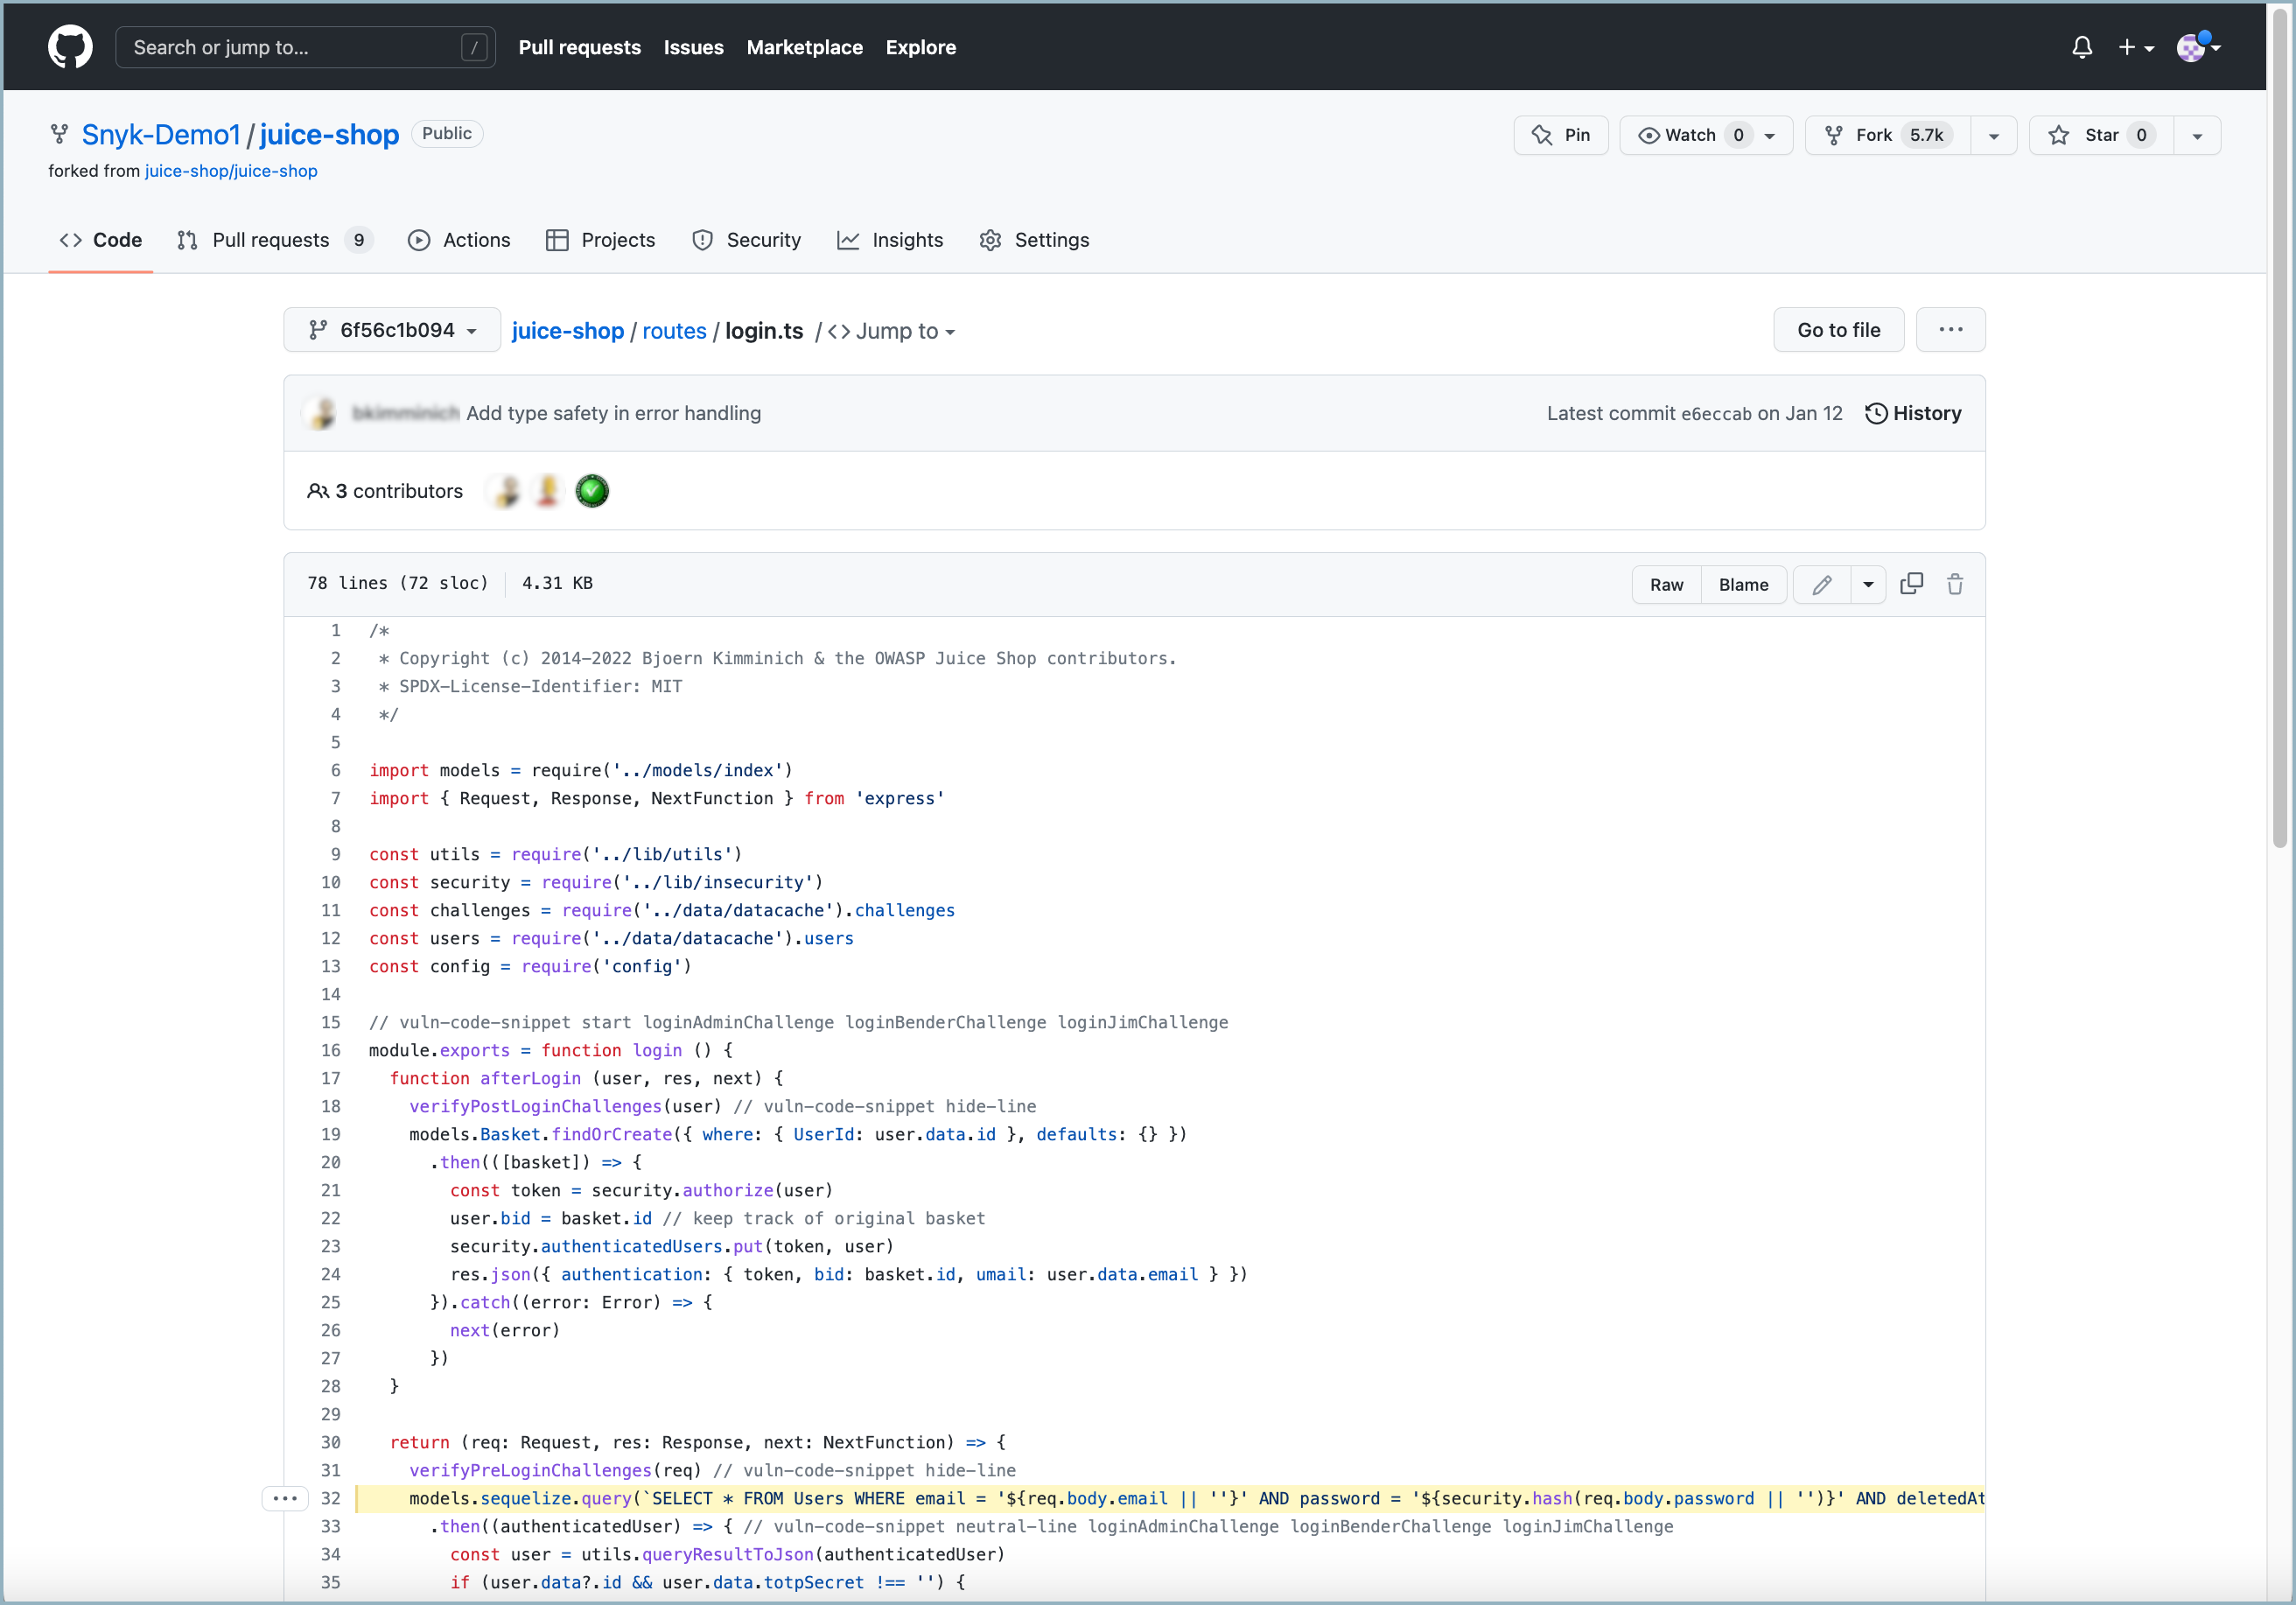 Search or jump to... /
Pull requests Issues Marketplace Explore
Snyk-Demo1 / juice-shop Public
Pin Watch 0 Fork 5.7k Star 0
forked from juice-shop/juice-shop
Code Pull requests 9 Actions Projects Security Insights Settings
6f56c1b094 juice-shop / routes / login.ts / <> Jump to
Go to file ...
bkimminich Add type safety in error handling
Latest commit e6eccab on Jan 12 History
3 contributors
78 lines (72 sloc) 4.31 KB
Raw Blame
1 /*
2  * Copyright (c) 2014-2022 Bjoern Kimminich & the OWASP Juice Shop contributors.
3  * SPDX-License-Identifier: MIT
4  */
5
6 import models = require('../models/index')
7 import { Request, Response, NextFunction } from 'express'
8
9 const utils = require('../lib/utils')
10 const security = require('../lib/insecurity')
11 const challenges = require('../data/datacache').challenges
12 const users = require('../data/datacache').users
13 const config = require('config')
14
15 // vuln-code-snippet start loginAdminChallenge loginBenderChallenge loginJimChallenge
16 module.exports = function login () {
17   function afterLogin (user, res, next) {
18     verifyPostLoginChallenges(user) // vuln-code-snippet hide-line
19     models.Basket.findOrCreate({ where: { UserId: user.data.id }, defaults: {} })
20       .then(([basket]) => {
21         const token = security.authorize(user)
22         user.bid = basket.id // keep track of original basket
23         security.authenticatedUsers.put(token, user)
24         res.json({ authentication: { token, bid: basket.id, umail: user.data.email } })
25       }).catch((error: Error) => {
26         next(error)
27       })
28   }
29
30   return (req: Request, res: Response, next: NextFunction) => {
31     verifyPreLoginChallenges(req) // vuln-code-snippet hide-line
... 32     models.sequelize.query(`SELECT * FROM Users WHERE email = '${req.body.email || ''}' AND password = '${security.hash(req.body.password || '')}' AND deletedAt
33       .then((authenticatedUser) => { // vuln-code-snippet neutral-line loginAdminChallenge loginBenderChallenge loginJimChallenge
34         const user = utils.queryResultToJson(authenticatedUser)
35         if (user.data?.id && user.data.totpSecret !== '') {